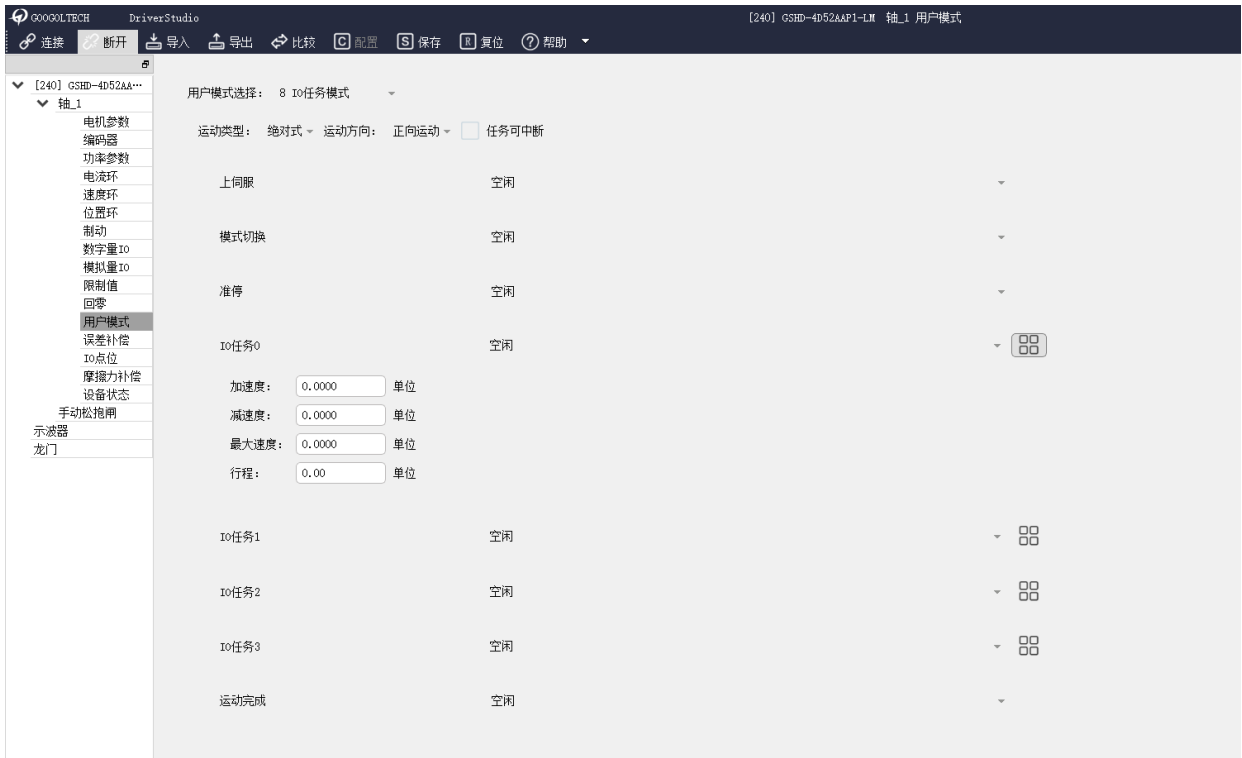 GOOGOLTECH DriverStudio [240] GSHD-4D52AAP1-LM 轴_1 用户模式
连接 断开 导入 导出 比较 C 配置 S 保存 R 复位 ? 帮助
[240] GSHD-4D52AA…
轴_1
电机参数
编码器
功率参数
电流环
速度环
位置环
制动
数字量IO
模拟量IO
限制值
回零
用户模式
误差补偿
IO点位
摩擦力补偿
设备状态
手动松抱闸
示波器
龙门
用户模式选择: 8 IO任务模式
运动类型: 绝对式 运动方向: 正向运动 任务可中断
上伺服 空闲
模式切换 空闲
准停 空闲
IO任务0 空闲
加速度: 0.0000 单位
减速度: 0.0000 单位
最大速度: 0.0000 单位
行程: 0.00 单位
IO任务1 空闲
IO任务2 空闲
IO任务3 空闲
运动完成 空闲